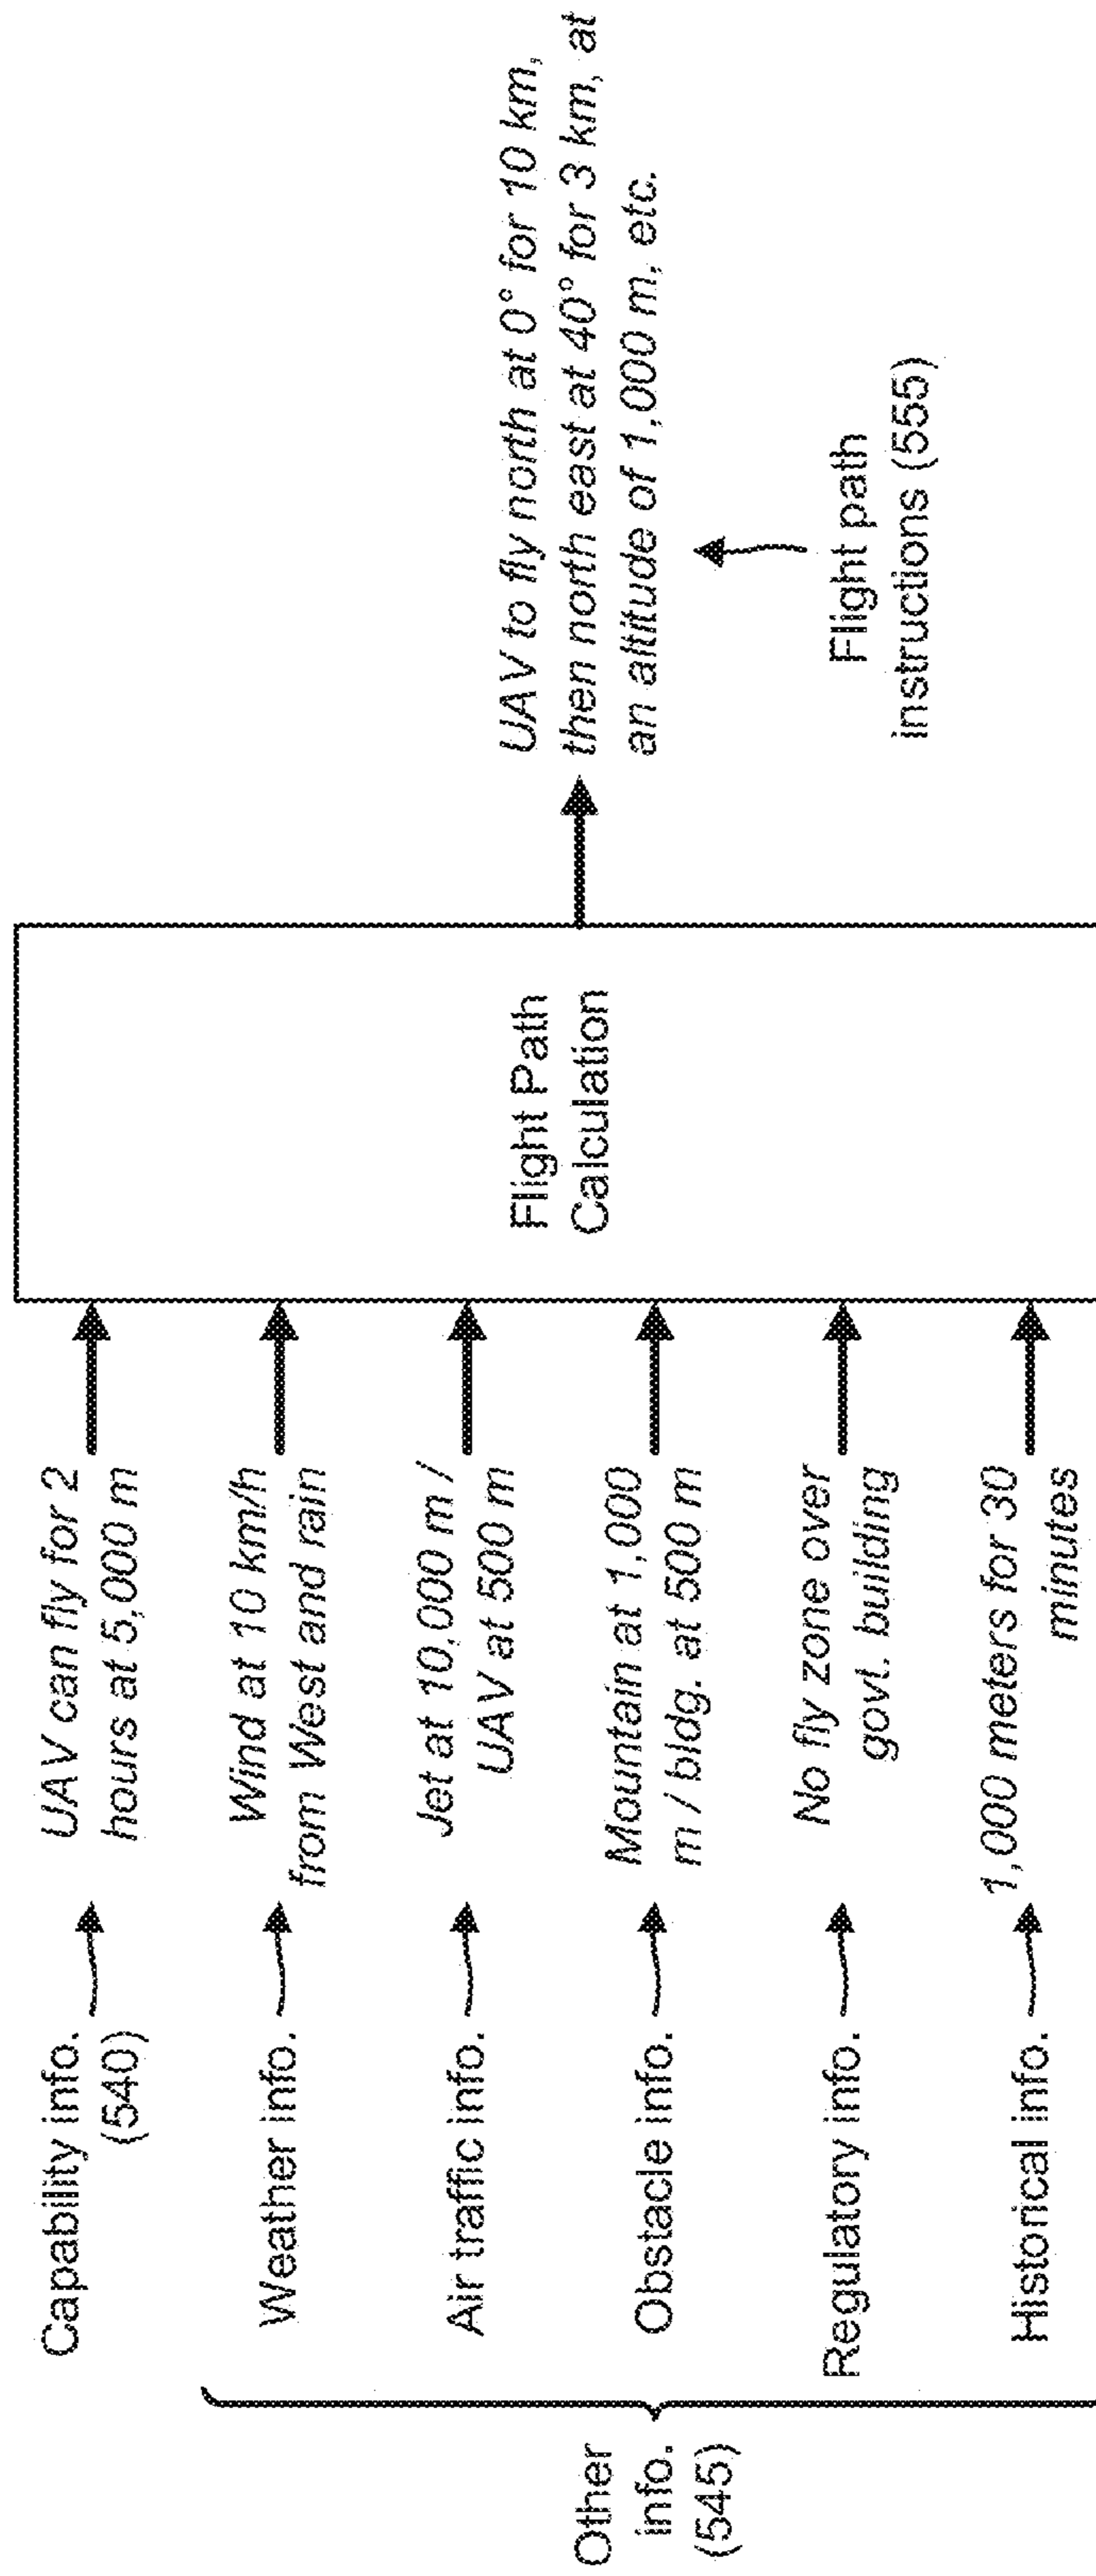 Capability info.
(540)
UAV can fly for 2
hours at 5,000 m
Weather info.
Wind at 10 km/h
from West and rain
Air traffic info.
Jet at 10,000 m /
UAV at 500 m
Other
info.
(545)
Obstacle info.
Mountain at 1,000
m / bldg. at 500 m
Regulatory info.
No fly zone over
govt. building
Historical info.
1,000 meters for 30
minutes
Flight Path
Calculation
UAV to fly north at 0° for 10 km,
then north east at 40° for 3 km, at
an altitude of 1,000 m, etc.
Flight path
instructions (555)